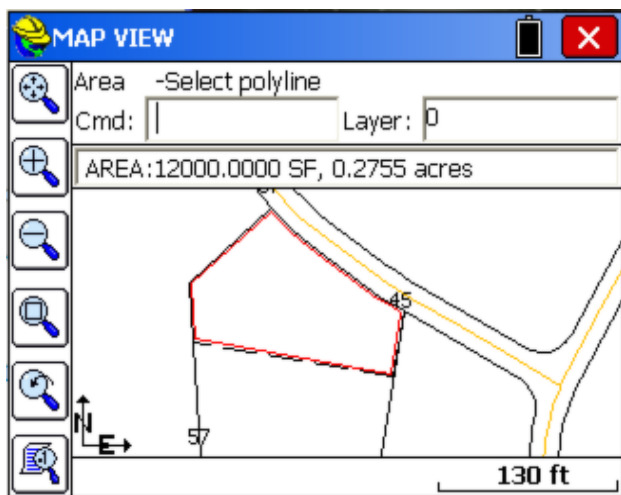 MAP VIEW
Area -Select polyline
Cmd: Layer: 0
AREA:12000.0000 SF, 0.2755 acres
45
57
N
E
130 ft